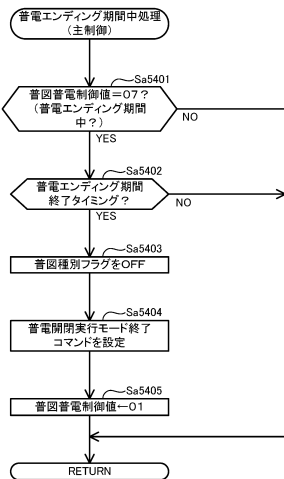 普電エンディング期間中処理
(主制御)
Sa5401
普図普電制御値=07?
(普電エンディング期間
中?)
NO
YES
Sa5402
普電エンディング期間
終了タイミング?
NO
YES
Sa5403
普図種別フラグをOFF
Sa5404
普電開閉実行モード終了
コマンドを設定
Sa5405
普図普電制御値←01
RETURN